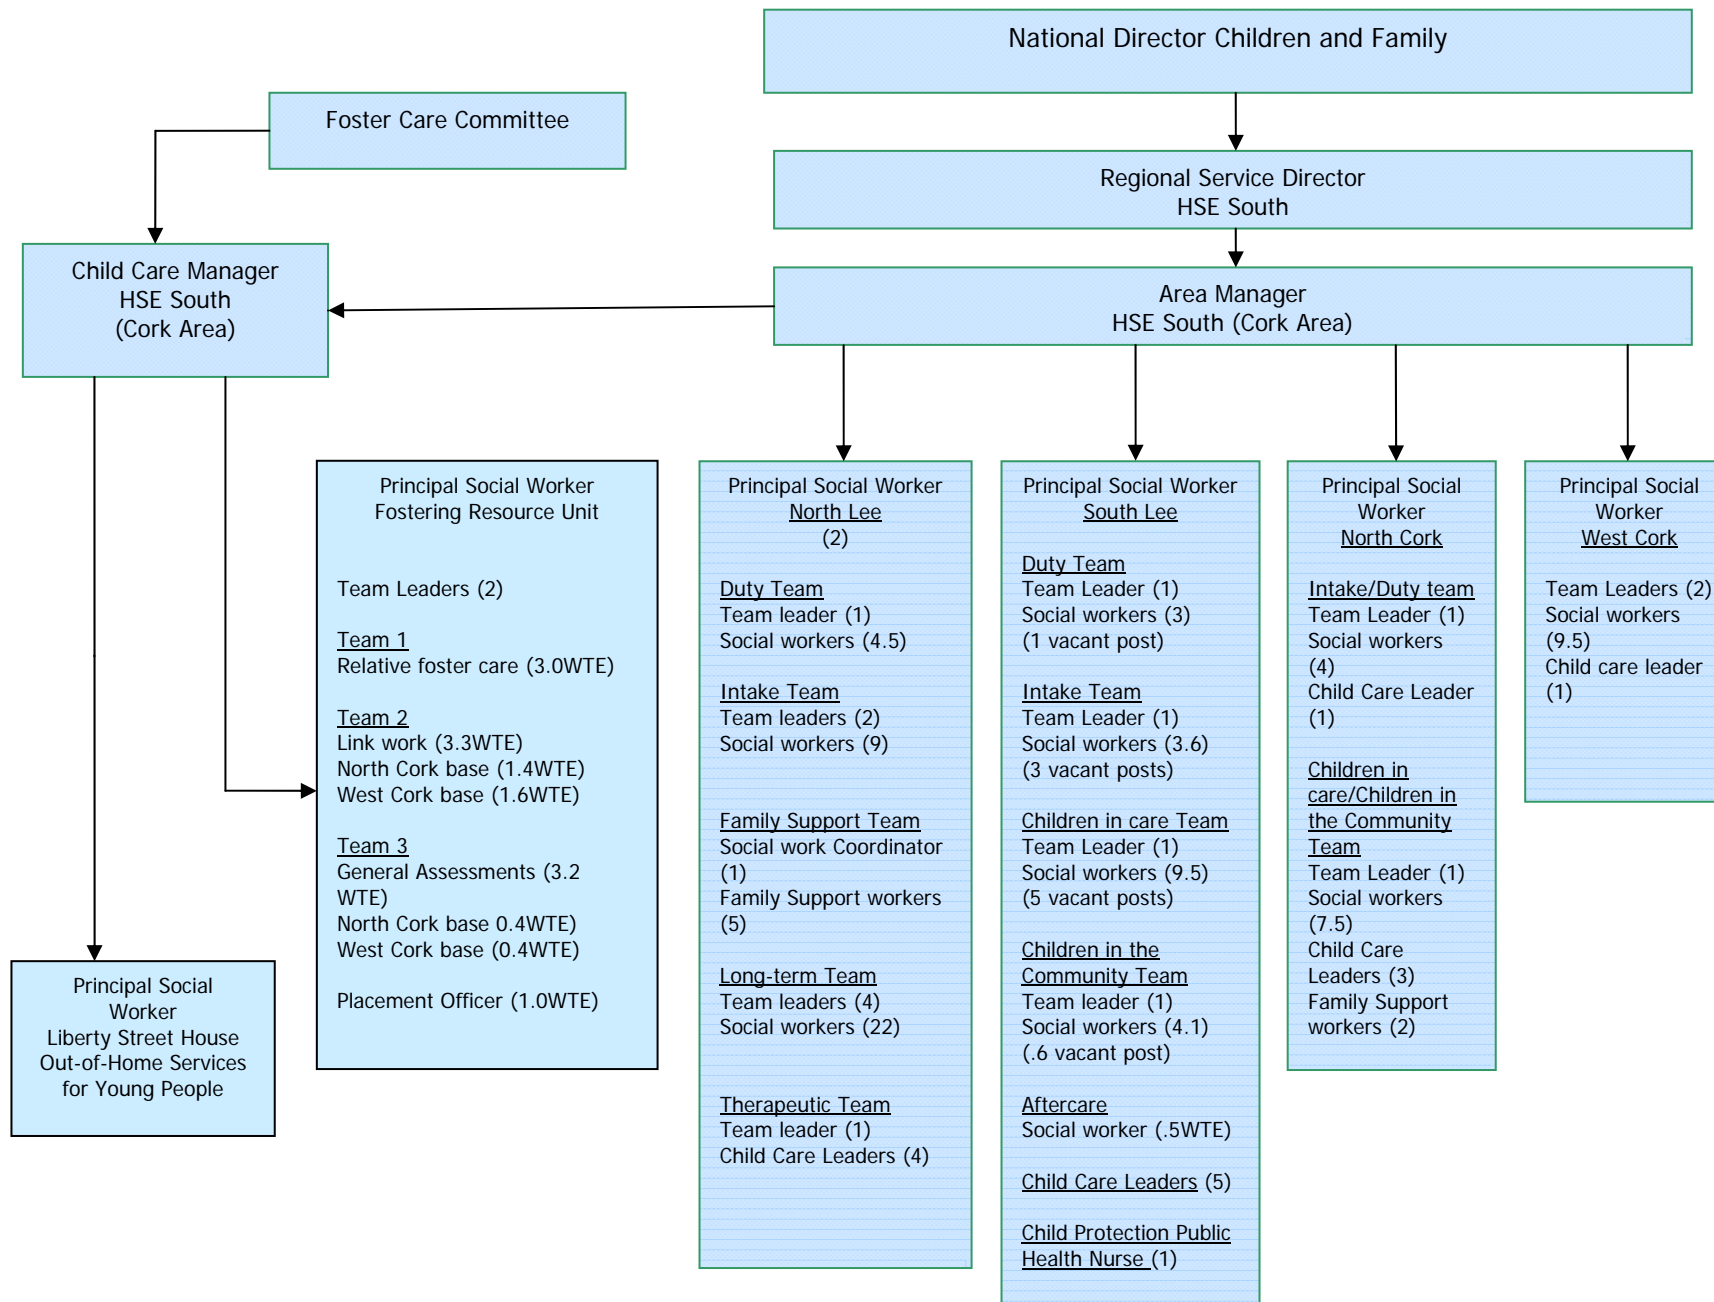 National Director Children and Family
Foster Care Committee
Regional Service Director
HSE South
Child Care Manager
HSE South
(Cork Area)
Area Manager
HSE South (Cork Area)
Principal Social Worker
Fostering Resource Unit
Team Leaders (2)
Team 1
Relative foster care (3.0WTE)
Team 2
Link work (3.3WTE)
North Cork base (1.4WTE)
West Cork base (1.6WTE)
Team 3
General Assessments (3.2
WTE)
North Cork base 0.4WTE)
West Cork base (0.4WTE)
Placement Officer (1.0WTE)
Principal Social
Worker
Liberty Street House
Out-of-Home Services
for Young People
Principal Social Worker
North Lee
(2)
Duty Team
Team leader (1)
Social workers (4.5)
Intake Team
Team leaders (2)
Social workers (9)
Family Support Team
Social work Coordinator
(1)
Family Support workers
(5)
Long-term Team
Team leaders (4)
Social workers (22)
Therapeutic Team
Team leader (1)
Child Care Leaders (4)
Principal Social Worker
South Lee
Duty Team
Team Leader (1)
Social workers (3)
(1 vacant post)
Intake Team
Team Leader (1)
Social workers (3.6)
(3 vacant posts)
Children in care Team
Team Leader (1)
Social workers (9.5)
(5 vacant posts)
Children in the
Community Team
Team leader (1)
Social workers (4.1)
(.6 vacant post)
Aftercare
Social worker (.5WTE)
Child Care Leaders (5)
Child Protection Public
Health Nurse (1)
Principal Social
Worker
North Cork
Intake/Duty team
Team Leader (1)
Social workers
(4)
Child Care Leader
(1)
Children in
care/Children in
the Community
Team
Team Leader (1)
Social workers
(7.5)
Child Care
Leaders (3)
Family Support
workers (2)
Principal Social
Worker
West Cork
Team Leaders (2)
Social workers
(9.5)
Child care leader
(1)